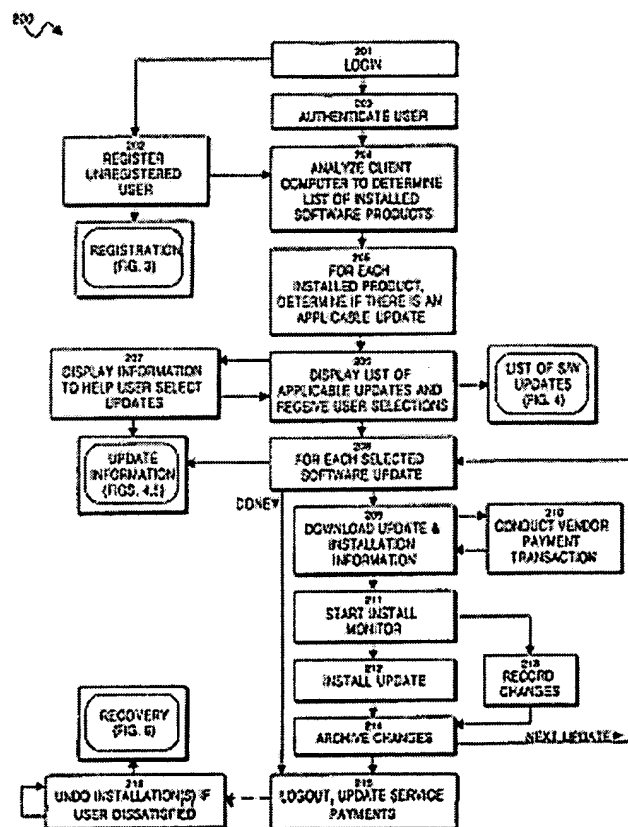 200
201
LOGIN
203
AUTHENTICATE USER
202
REGISTER
UNREGISTERED
USER
204
ANALYZE CLIENT
COMPUTER TO DETERMINE
LIST OF INSTALLED
SOFTWARE PRODUCTS
REGISTRATION
(FIG. 3)
FOR EACH
INSTALLED PRODUCT,
DETERMINE IF THERE IS AN
APPLICABLE UPDATE
207
DISPLAY INFORMATION
TO HELP USER SELECT
UPDATES
DISPLAY LIST OF
APPLICABLE UPDATES AND
RECEIVE USER SELECTIONS
LIST OF S/W
UPDATES
(FIG. 4)
UPDATE
INFORMATION
(FIGS. 4,5)
208
FOR EACH SELECTED
SOFTWARE UPDATE
DONE
209
DOWNLOAD UPDATE &
INSTALLATION
INFORMATION
210
CONDUCT VENDOR
PAYMENT
TRANSACTION
211
START INSTALL
MONITOR
212
INSTALL UPDATE
213
RECORD
CHANGES
RECOVERY
(FIG. 6)
214
ARCHIVE CHANGES
NEXT UPDATE
UNDO INSTALLATION(S) IF
USER DISSATISFIED
215
LOGOUT, UPDATE SERVICE
PAYMENTS